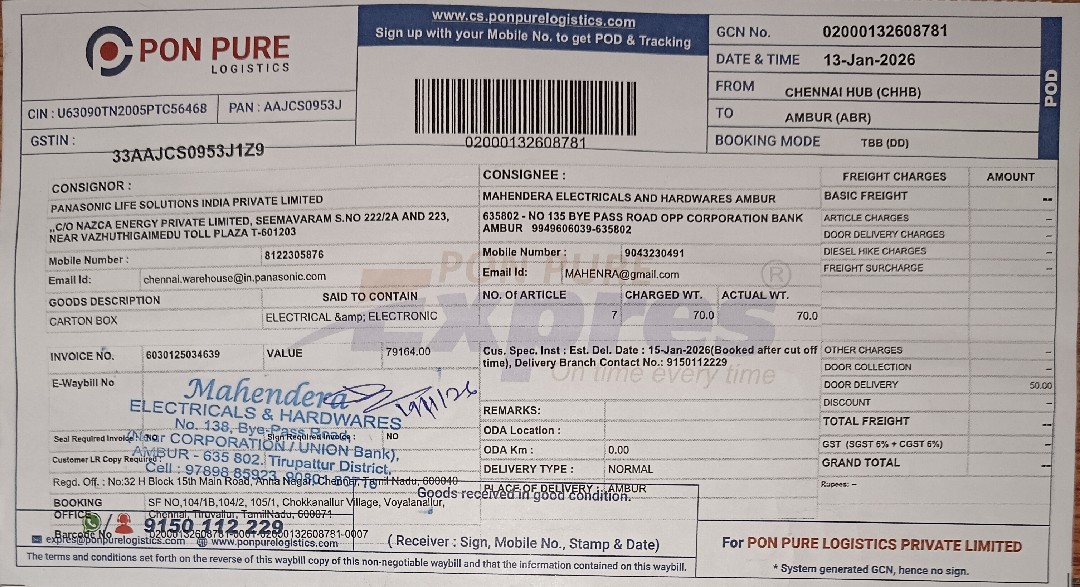 PON PURE
LOGISTICS
CIN : U63090TN2005PTC56468 PAN : AAJCS0953J
GSTIN :
33AAJCS0953J1Z9
www.cs.ponpurelogistics.com
Sign up with your Mobile No. to get POD & Tracking
02000132608781
GCN No. 02000132608781
DATE & TIME 13-Jan-2026
FROM CHENNAI HUB (CHHB)
TO AMBUR (ABR)
BOOKING MODE TBB (DD)
POD
CONSIGNOR :
PANASONIC LIFE SOLUTIONS INDIA PRIVATE LIMITED
,,C/O NAZCA ENERGY PRIVATE LIMITED, SEEMAVARAM S.NO 222/2A AND 223,
NEAR VAZHUTHIGAIMEDU TOLL PLAZA T-601203
Mobile Number : 8122305876
Email Id: chennai.warehouse@in.panasonic.com
GOODS DESCRIPTION SAID TO CONTAIN
CARTON BOX ELECTRICAL &amp; ELECTRONIC
INVOICE NO. 6030125034639 VALUE 79164.00
E-Waybill No
CONSIGNEE :
MAHENDERA ELECTRICALS AND HARDWARES AMBUR
635802 - NO 135 BYE PASS ROAD OPP CORPORATION BANK
AMBUR 9949606039-635802
Mobile Number : 9043230491
Email Id: MAHENRA@gmail.com
NO. Of ARTICLE CHARGED WT. ACTUAL WT.
7 70.0 70.0
PON PURE
Expres ®
On time every time
Cus. Spec. Inst : Est. Del. Date : 15-Jan-2026(Booked after cut off
time), Delivery Branch Contact No.: 9150112229
REMARKS:
ODA Location :
ODA Km : 0.00
DELIVERY TYPE : NORMAL
PLACE OF DELIVERY : AMBUR
FREIGHT CHARGES AMOUNT
BASIC FREIGHT --
ARTICLE CHARGES --
DOOR DELIVERY CHARGES --
DIESEL HIKE CHARGES --
FREIGHT SURCHARGE --
OTHER CHARGES --
DOOR COLLECTION --
DOOR DELIVERY 50.00
DISCOUNT --
TOTAL FREIGHT --
GST (SGST 6% + CGST 6%) --
GRAND TOTAL --
Rupees: --
Mahendera
ELECTRICALS & HARDWARES
No. 138, Bye-Pass Road,
(Near CORPORATION / UNION Bank),
AMBUR - 635 802. Tirupattur District,
Cell : 97898 85923,
Seal Required Invoice Sign Required Invoice : NO
Customer LR Copy Required :
Regd. Off. : No:32 H Block 15th Main Road, Anna Nagar, Chennai, Tamil Nadu, 600040
BOOKING OFFICE SF NO,104/1B,104/2, 105/1, Chokkanallur Village, Voyalanallur,
Chennai, Thiruvallur, TamilNadu, 600071
Barcode No 02000132608781-0001-02000132608781-0007
9150 112 229
expres@ponpurelogistics.com www.ponpurelogistics.com
Goods received in good condition.
( Receiver : Sign, Mobile No., Stamp & Date)
The terms and conditions set forth on the reverse of this waybill copy of this non-negotiable waybill and that the information contained on this waybill.
For PON PURE LOGISTICS PRIVATE LIMITED
* System generated GCN, hence no sign.